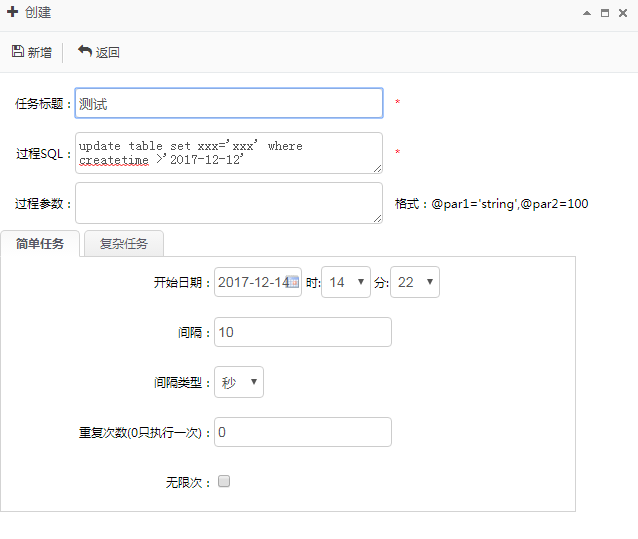 创建
新增 返回
任务标题： 测试 *
过程SQL： update table set xxx='xxx' where
createtime >'2017-12-12' *
过程参数： 格式：@par1='string',@par2=100
简单任务 复杂任务
开始日期： 2017-12-14 时: 14 分: 22
间隔： 10
间隔类型： 秒
重复次数(0只执行一次)： 0
无限次：